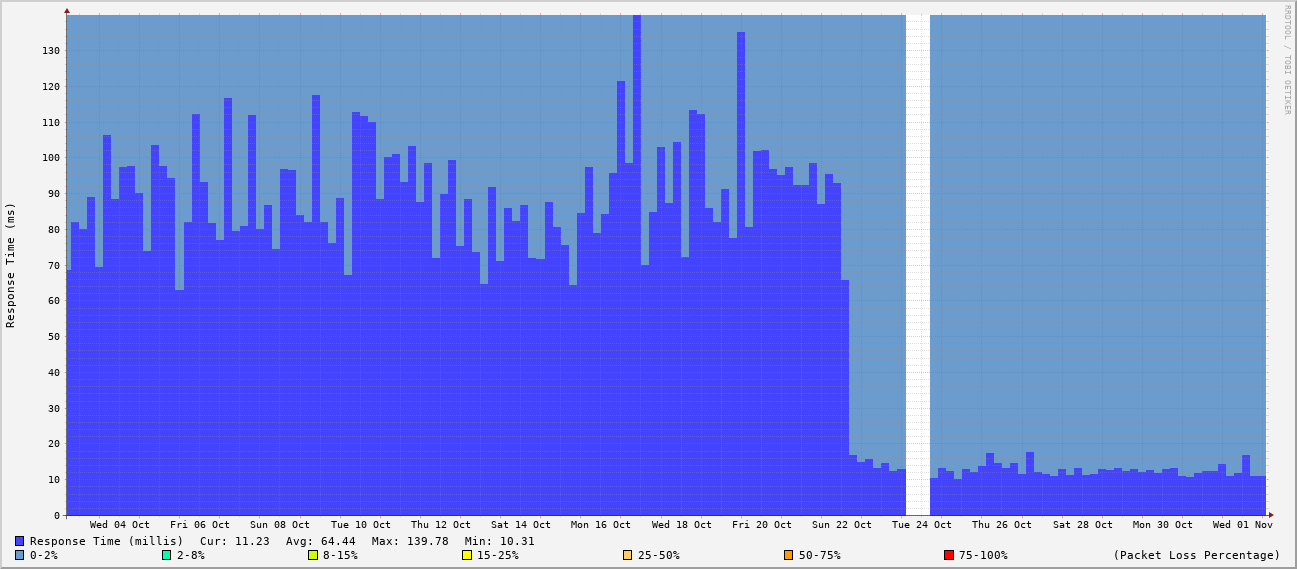 RRDTOOL / TOBI OETIKER
Response Time (ms)
130
120
110
100
90
80
70
60
50
40
30
20
10
0
Wed 04 Oct Fri 06 Oct Sun 08 Oct Tue 10 Oct Thu 12 Oct Sat 14 Oct Mon 16 Oct Wed 18 Oct Fri 20 Oct Sun 22 Oct Tue 24 Oct Thu 26 Oct Sat 28 Oct Mon 30 Oct Wed 01 Nov
Response Time (millis) Cur: 11.23 Avg: 64.44 Max: 139.78 Min: 10.31
0-2% 2-8% 8-15% 15-25% 25-50% 50-75% 75-100% (Packet Loss Percentage)